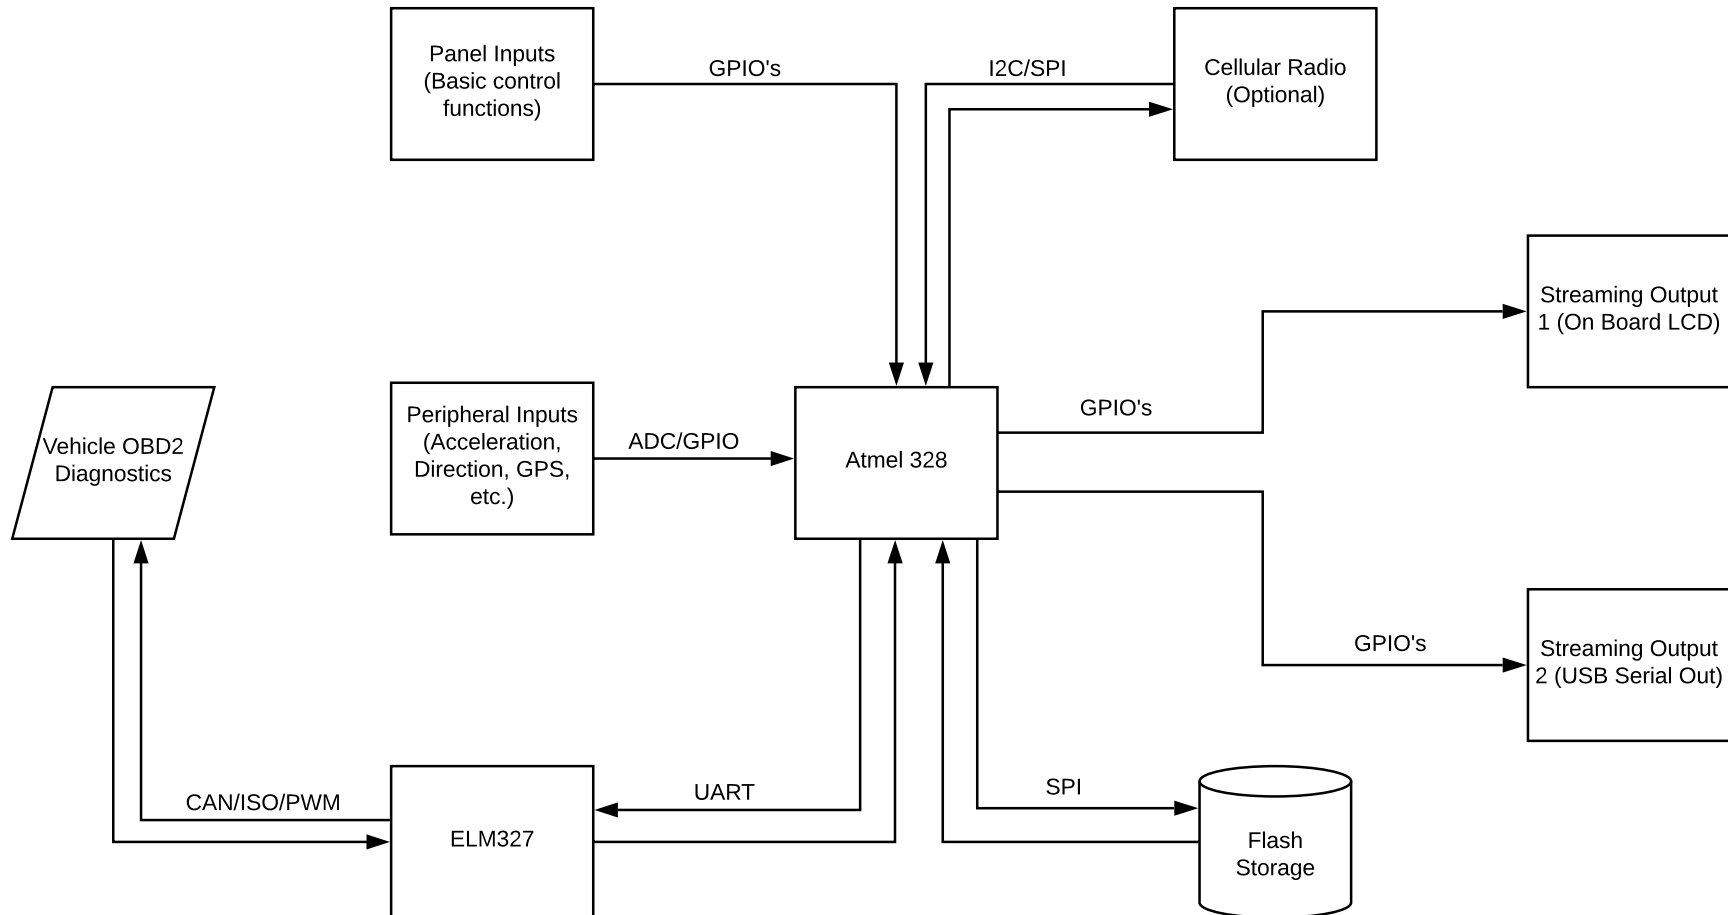 Panel Inputs
(Basic control
functions)
GPIO's
I2C/SPI
Cellular Radio
(Optional)
Streaming Output
1 (On Board LCD)
Vehicle OBD2
Diagnostics
Peripheral Inputs
(Acceleration,
Direction, GPS,
etc.)
ADC/GPIO
Atmel 328
GPIO's
GPIO's
Streaming Output
2 (USB Serial Out)
CAN/ISO/PWM
ELM327
UART
SPI
Flash
Storage